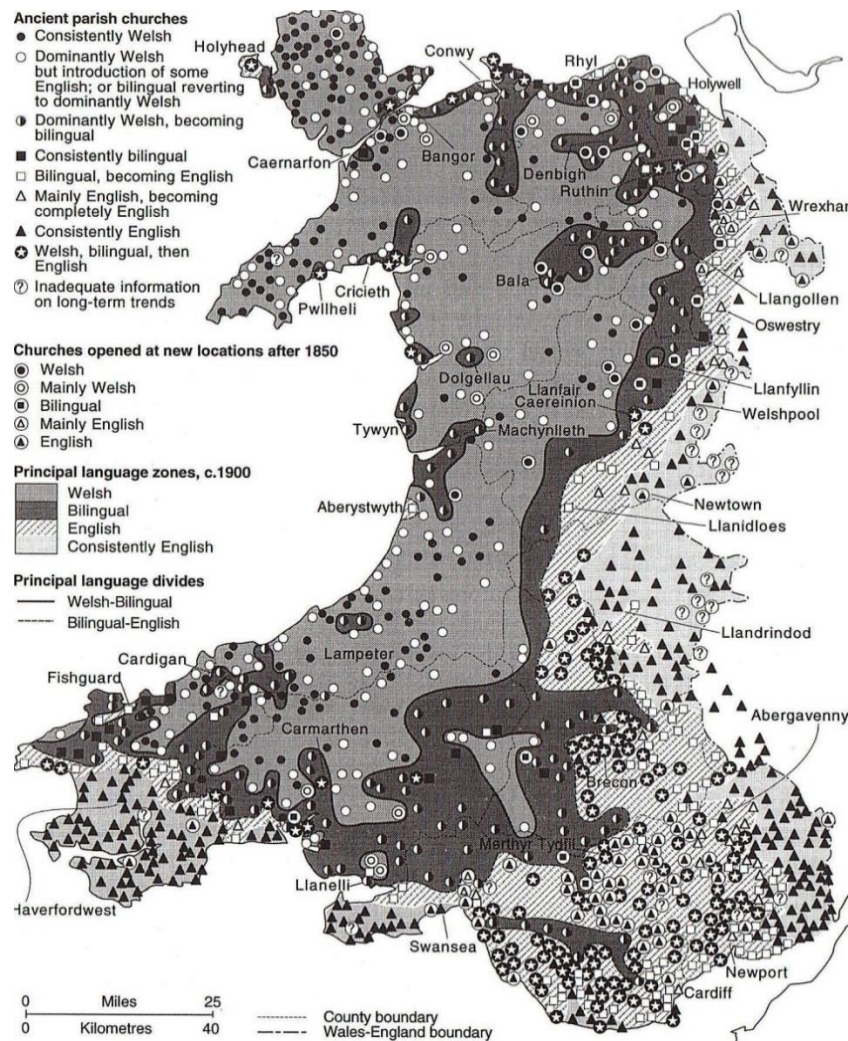 Ancient parish churches
Consistently Welsh
Dominantly Welsh
but introduction of some
English; or bilingual reverting
to dominantly Welsh
Dominantly Welsh, becoming
bilingual
Consistently bilingual
Bilingual, becoming English
Mainly English, becoming
completely English
Consistently English
Welsh, bilingual, then
English
? Inadequate information
on long-term trends
Churches opened at new locations after 1850
Welsh
Mainly Welsh
Bilingual
Mainly English
English
Principal language zones, c.1900
Welsh
Bilingual
English
Consistently English
Principal language divides
Welsh-Bilingual
Bilingual-English
Holyhead
Conwy
Rhyl
Holywell
Caernarfon
Bangor
Denbigh
Ruthin
Wrexham
Cricieth
Pwllheli
Bala
Llangollen
Oswestry
Dolgellau
Llanfair
Caereinion
Llanfyllin
Welshpool
Tywyn
Machynlleth
Aberystwyth
Newtown
Llanidloes
Llandrindod
Lampeter
Cardigan
Fishguard
Carmarthen
Abergavenny
Brecon
Merthyr Tydfil
Haverfordwest
Llanelli
Swansea
Newport
Cardiff
0 Miles 25
0 Kilometres 40
County boundary
Wales-England boundary